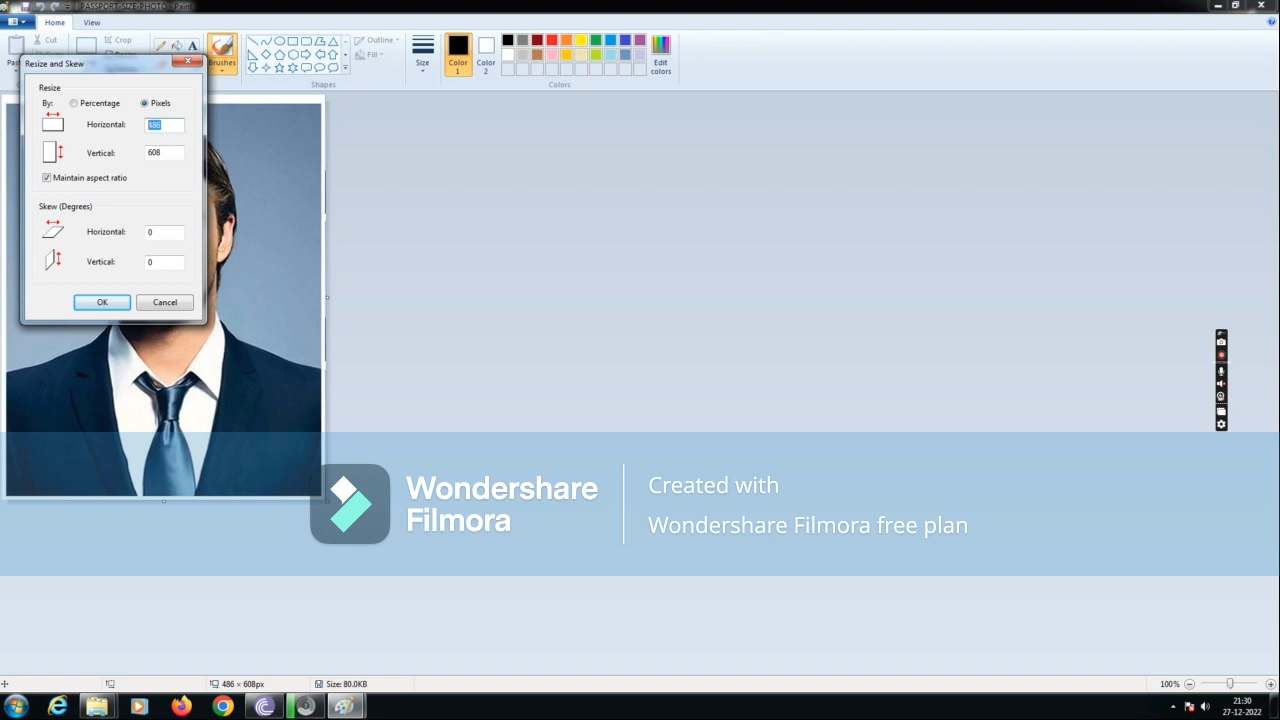 PASSPORT-SIZE-PHOTO - Paint
Home
View
Cut
Crop
Brushes
Outline
Fill
Size
Color
1
Color
2
Edit
colors
Shapes
Colors
Resize and Skew
Resize
By:
Percentage
Pixels
Horizontal:
486
Vertical:
608
Maintain aspect ratio
Skew (Degrees)
Horizontal:
0
Vertical:
0
OK
Cancel
Wondershare
Filmora
Created with
Wondershare Filmora free plan
486 × 608px
Size: 80.0KB
100%
21:30
27-12-2022